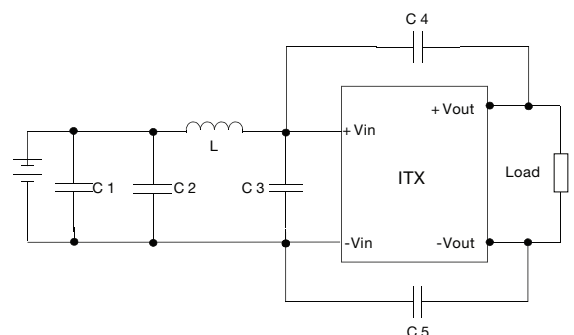 C 4
+ Vout
+ Vin
L
C 1
C 2
C 3
ITX
Load
-Vin
-Vout
C 5